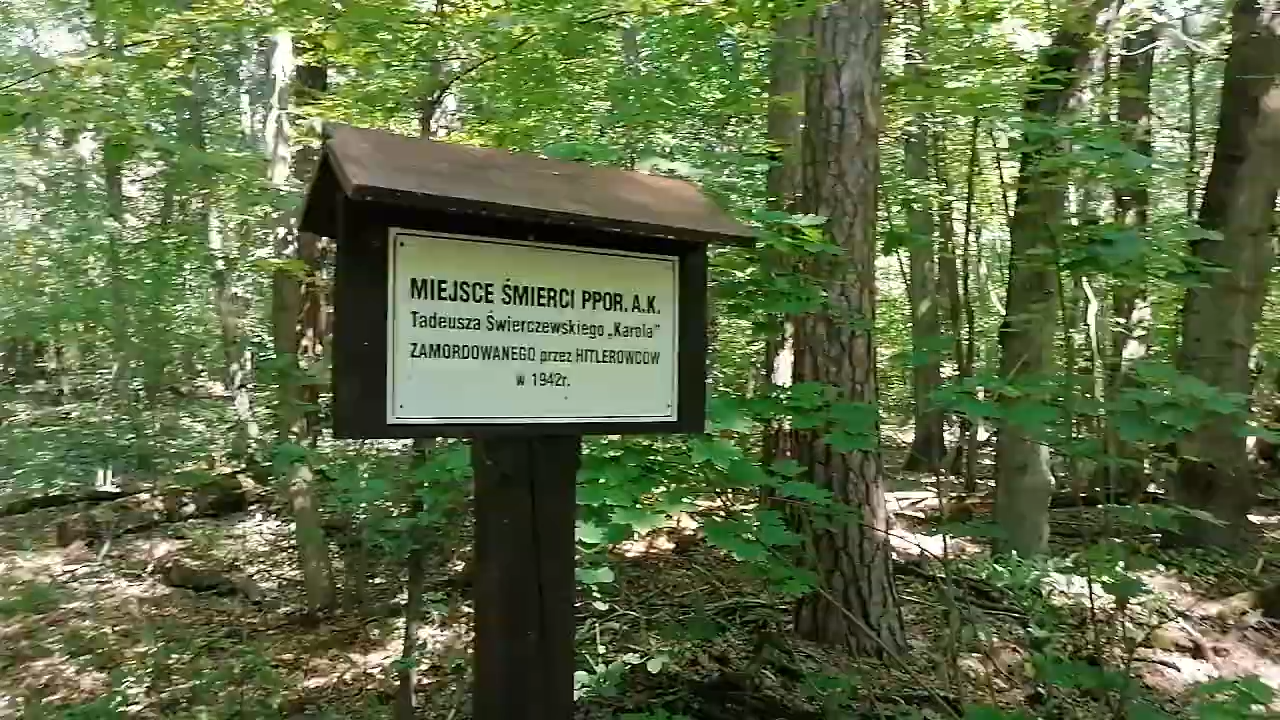 MIEJSCE ŚMIERCI PPOR. A.K.
Tadeusza Świerczewskiego „Karola"
ZAMORDOWANEGO przez HITLEROWCÓW
w 1942r.